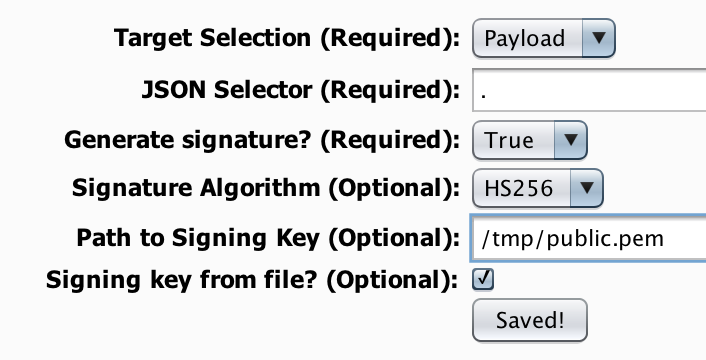 Target Selection (Required): Payload
JSON Selector (Required): .
Generate signature? (Required): True
Signature Algorithm (Optional): HS256
Path to Signing Key (Optional): /tmp/public.pem
Signing key from file? (Optional):
Saved!